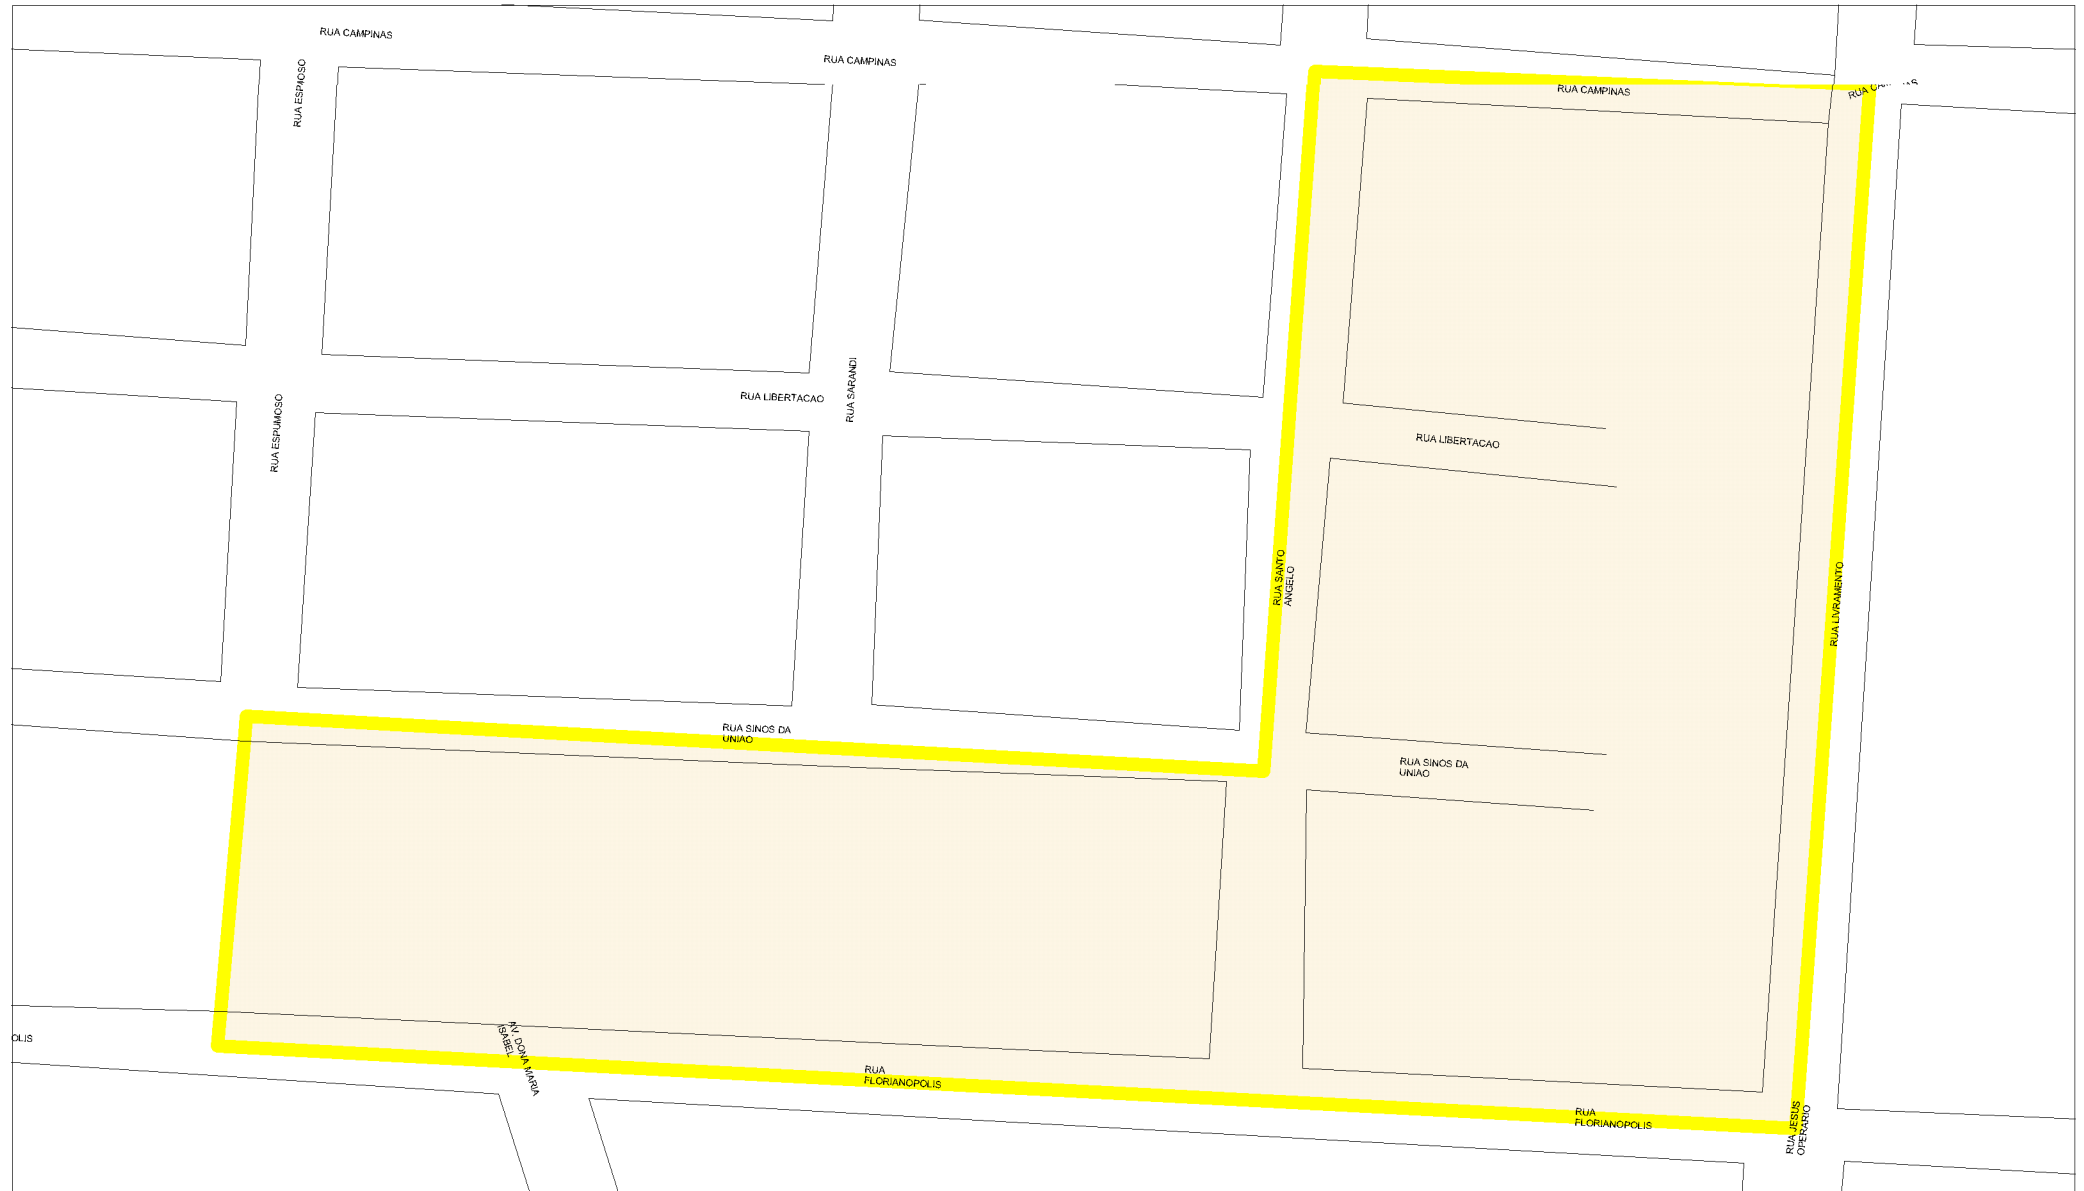 RUA CAMPINAS
RUA CAMPINAS
RUA CAMPINAS
RUA
RUA ESPMOSO
RUA LIBERTACAO
RUA SARANDI
RUA ESPUMOSO
RUA LIBERTACAO
RUA SANTO
ANGELO
RUA LIVRAMENTO
RUA SINOS DA
UNIAO
RUA SINOS DA
UNIAO
OLIS
AV. DONA MARIA
ISABEL
RUA
FLORIANOPOLIS
RUA
FLORIANOPOLIS
RUA JESUS
OPERARIO